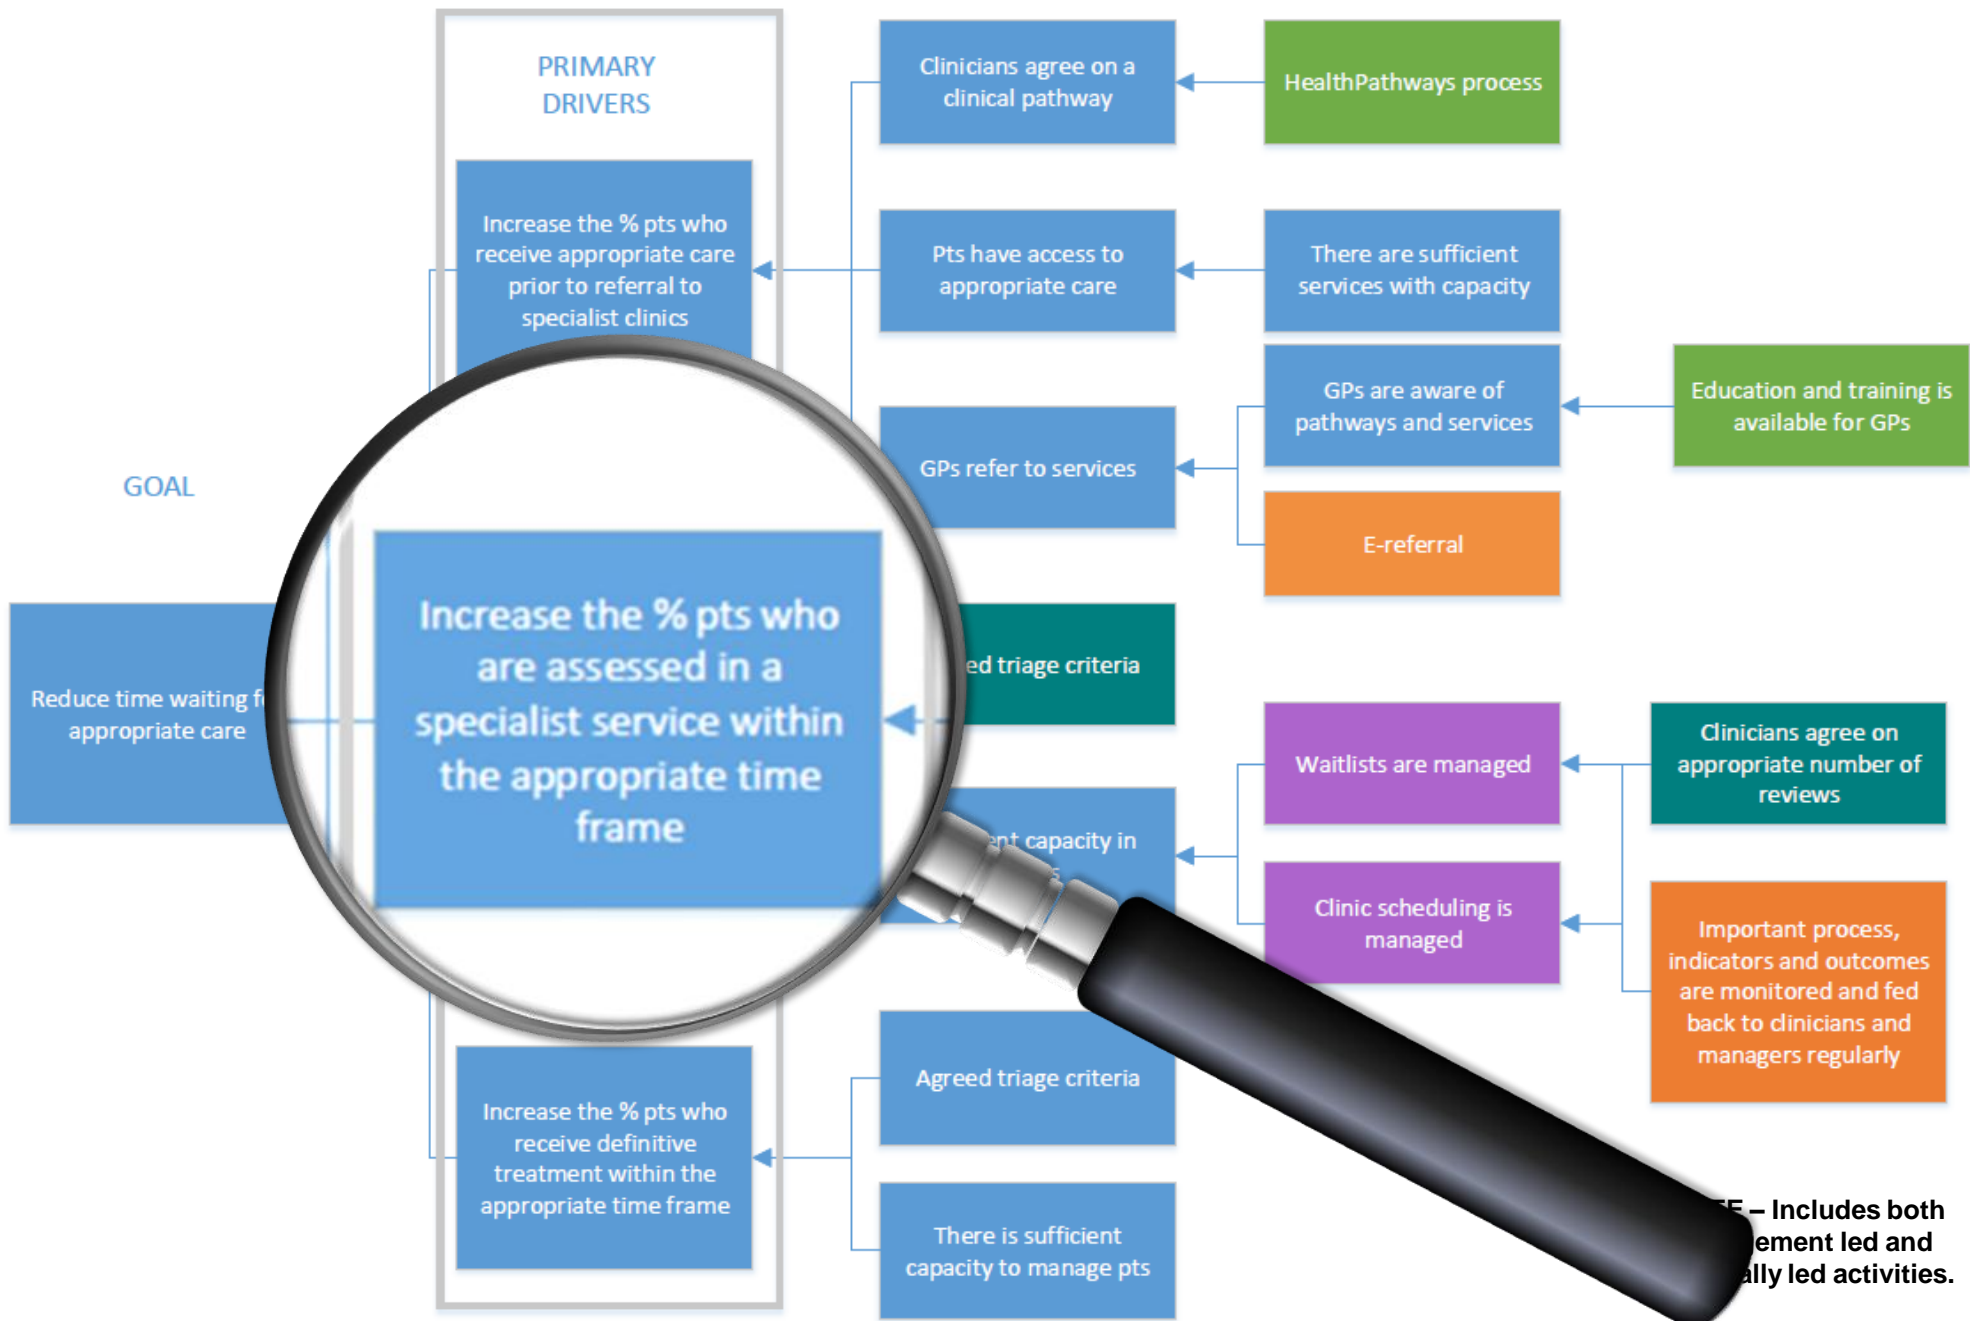 PRIMARY
DRIVERS
Increase the % pts who
receive appropriate care
prior to referral to
specialist clinics
Clinicians agree on a
clinical pathway
HealthPathways process
Pts have access to
appropriate care
There are sufficient
services with capacity
GPs refer to services
GPs are aware of
pathways and services
Education and training is
available for GPs
E-referral
GOAL
Reduce time waiting
appropriate care
Increase the % pts who
are assessed in a
specialist service within
the appropriate time
frame
triage criteria
capacity in
Waitlists are managed
Clinic scheduling is
managed
Clinicians agree on
appropriate number of
reviews
Important process,
indicators and outcomes
are monitored and fed
back to clinicians and
managers regularly
Increase the % pts who
receive definitive
treatment within the
appropriate time frame
Agreed triage criteria
There is sufficient
capacity to manage pts
– Includes both
led and
led activities.